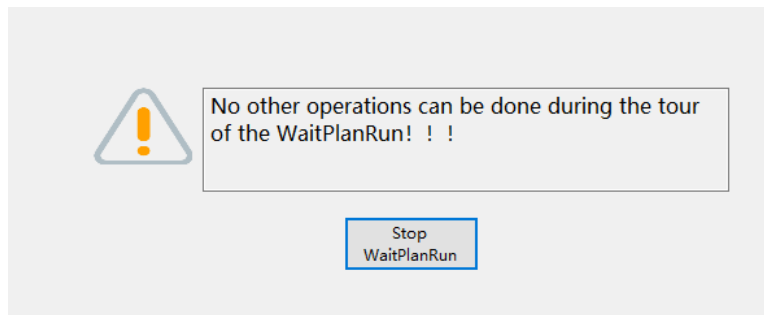 No other operations can be done during the tour
of the WaitPlanRun! ! !
Stop
WaitPlanRun